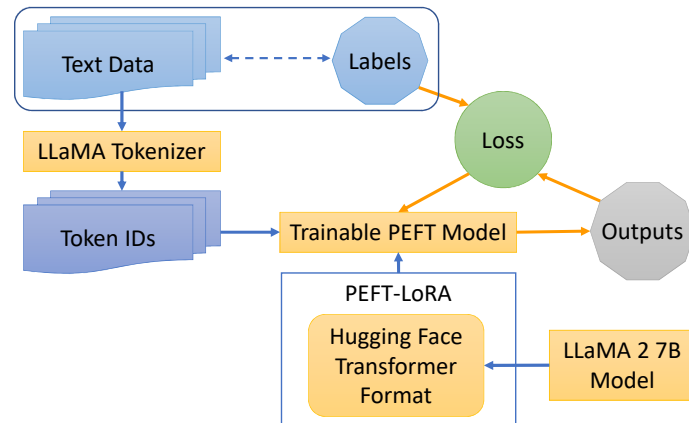 Text Data
Labels
LLaMA Tokenizer
Loss
Token IDs
Trainable PEFT Model
Outputs
PEFT-LoRA
Hugging Face
Transformer
Format
LLaMA 2 7B
Model